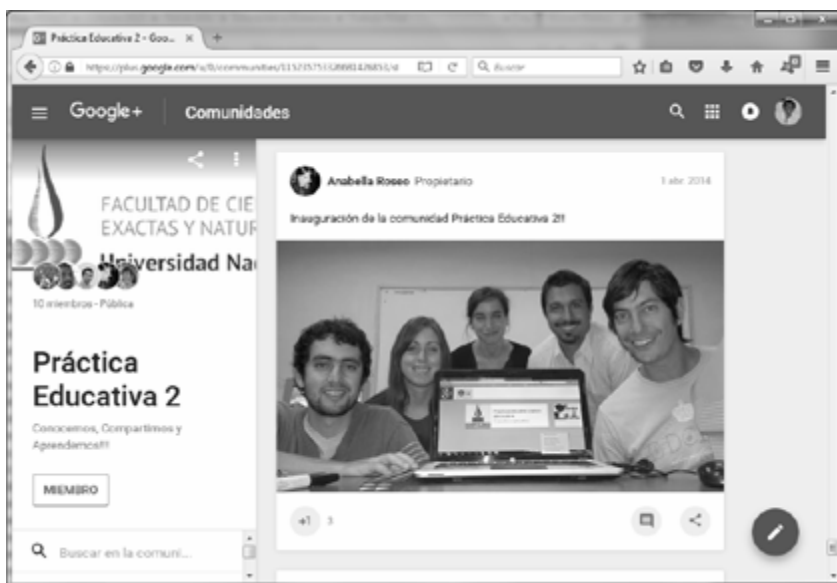 Práctica Educativa 2 - Goo...
Buscar
Google+
Comunidades
FACULTAD DE CIE
EXACTAS Y NATUR
Universidad Nac
10 miembros - Pública
Práctica
Educativa 2
Conocemos, Compartimos y
Aprendemos!!!
MIEMBRO
Buscar en la comuni...
Anabella Roseo Propietario
1 abr. 2014
Inauguración de la comunidad Práctica Educativa 2!!!
+1 3